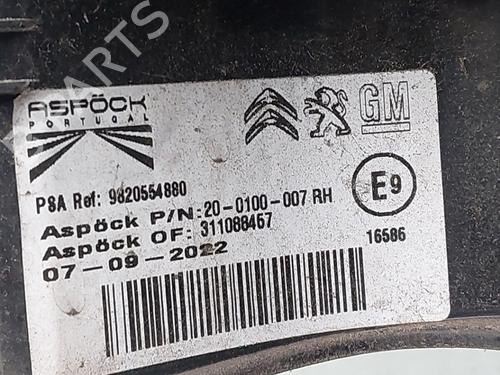 PARTS
ASPÖCK
PORTUGAL
GM
PSA Ref: 9820554880
Aspöck P/N: 20-0100-007 RH
Aspöck OF: 311088457
07-09-2022
E9
16586